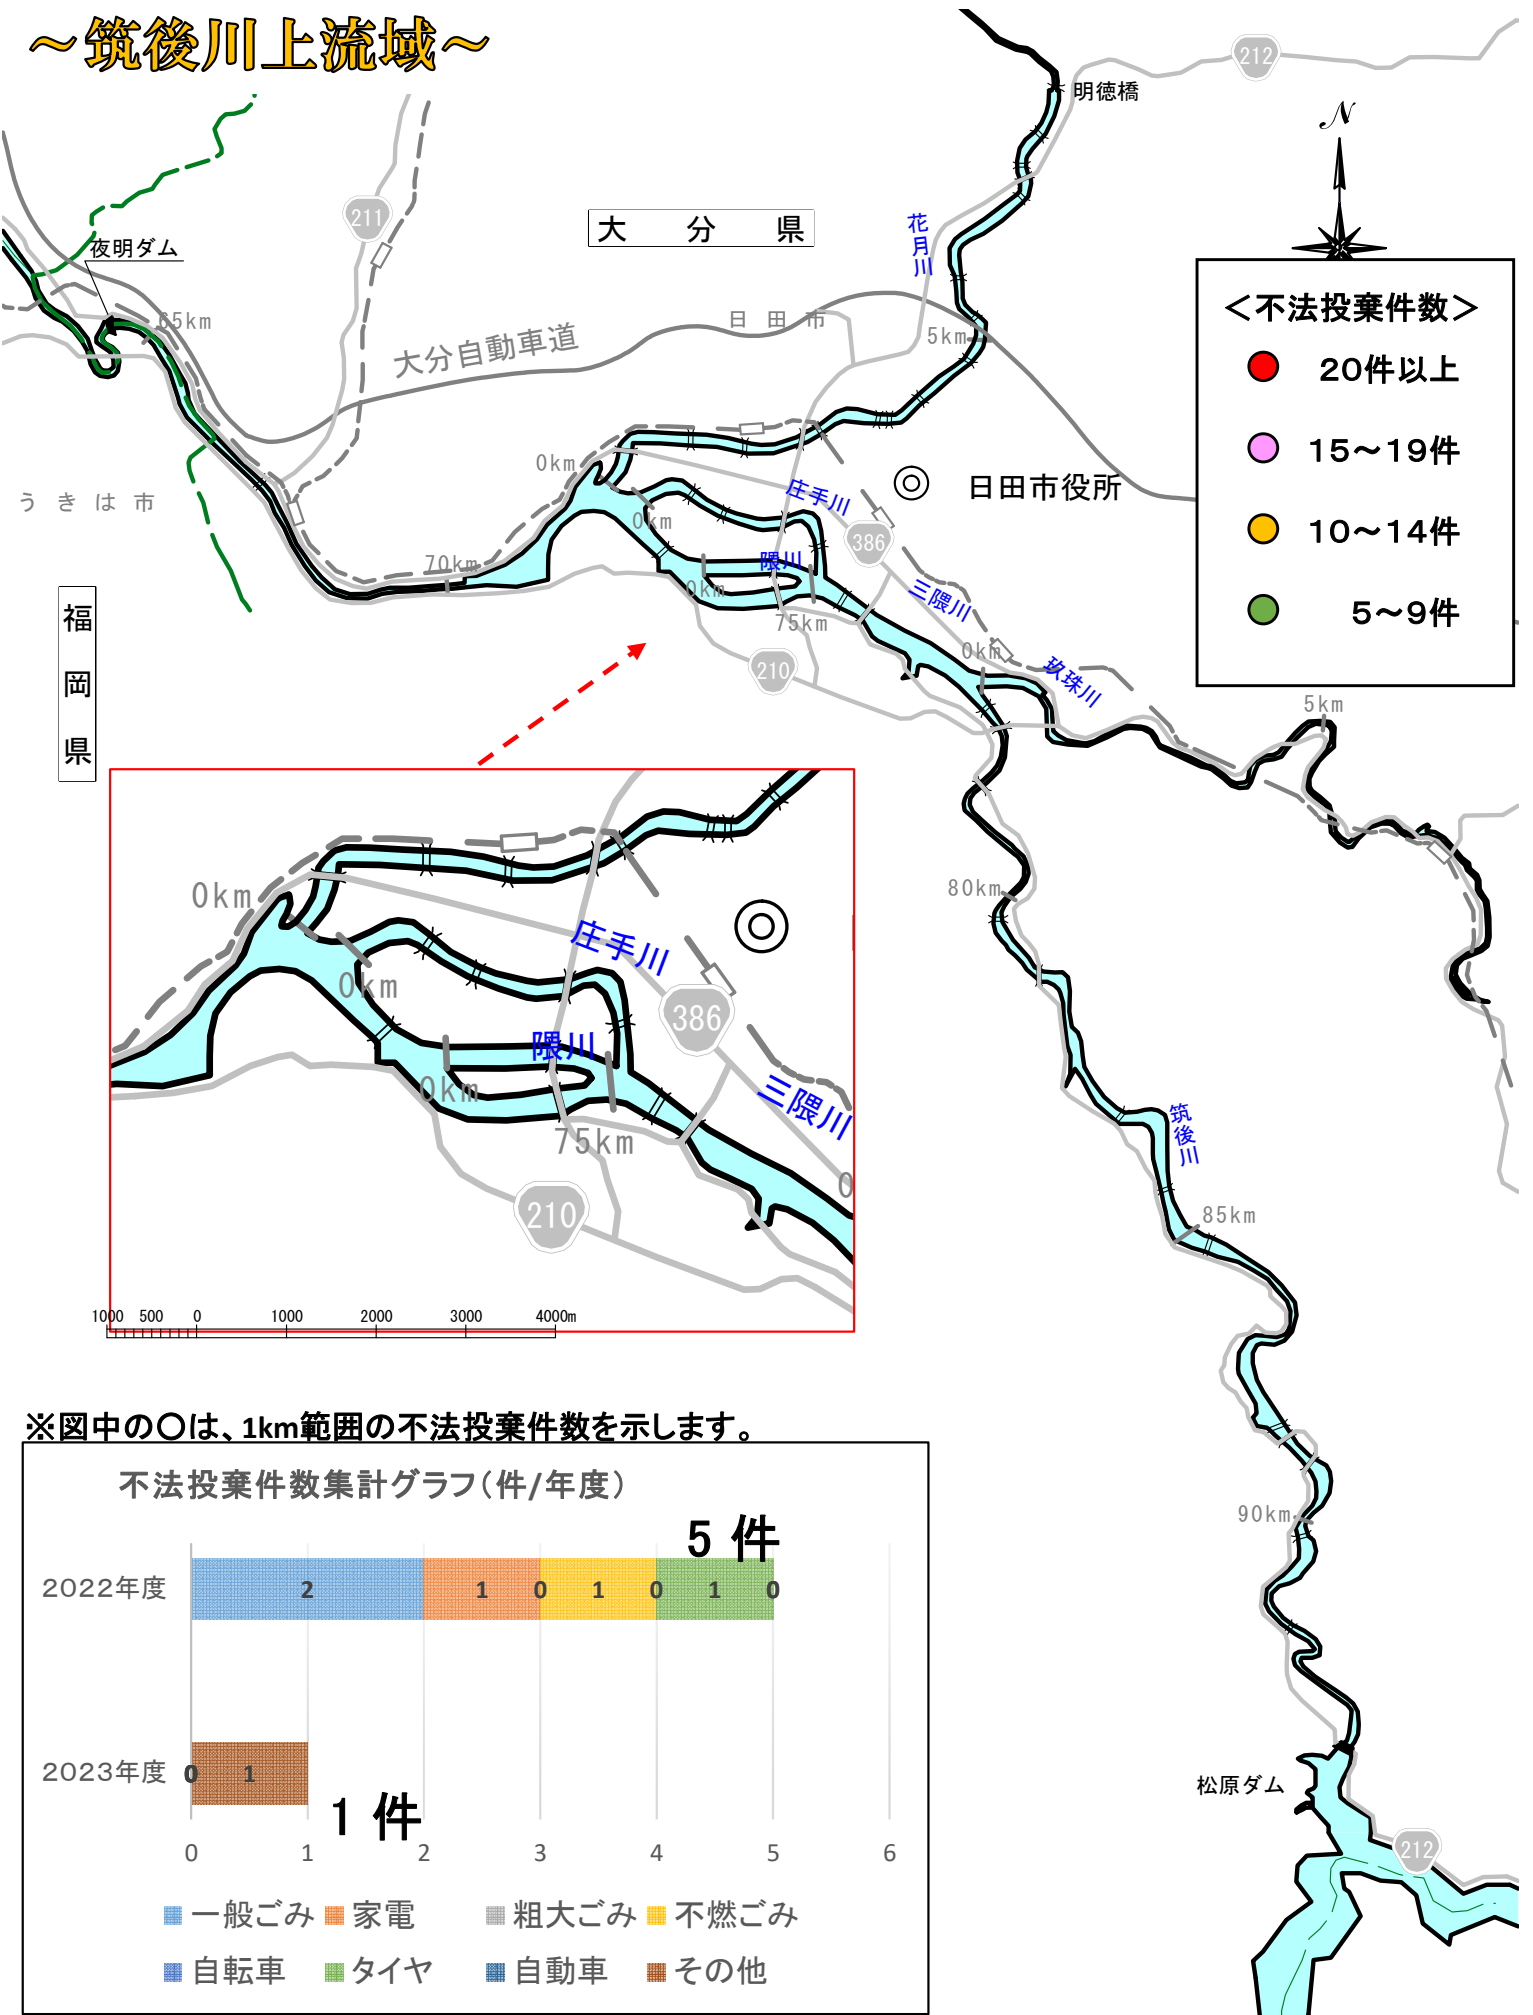 ～筑後川上流域～
212
明徳橋
N
211
大分県
花月川
夜明ダム
65km
日田市
大分自動車道
5km
＜不法投棄件数＞
20件以上
15～19件
10～14件
5～9件
0km
庄手川
日田市役所
うきは市
0km
386
70km
隈川
0km
三隈川
75km
福岡県
210
0km
玖珠川
5km
0km
庄手川
0km
386
隈川
0km
三隈川
75km
0
210
80km
筑後川
85km
1000 500 0 1000 2000 3000 4000m
※図中の〇は、1km範囲の不法投棄件数を示します。
不法投棄件数集計グラフ(件/年度)
5 件
2022年度 2 1 0 1 0 1 0
90km
2023年度 0 1
1 件
松原ダム
0 1 2 3 4 5 6
212
一般ごみ 家電 粗大ごみ 不燃ごみ
自転車 タイヤ 自動車 その他